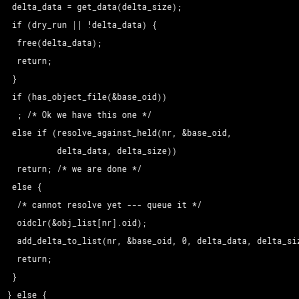 delta_data = get_data(delta_size);
if (dry_run || !delta_data) {
free(delta_data);
return;
}
if (has_object_file(&base_oid))
; /* Ok we have this one */
else if (resolve_against_held(nr, &base_oid,
delta_data, delta_size))
return; /* we are done */
else {
/* cannot resolve yet --- queue it */
oidclr(&obj_list[nr].oid);
add_delta_to_list(nr, &base_oid, 0, delta_data,
return;
}
} else {